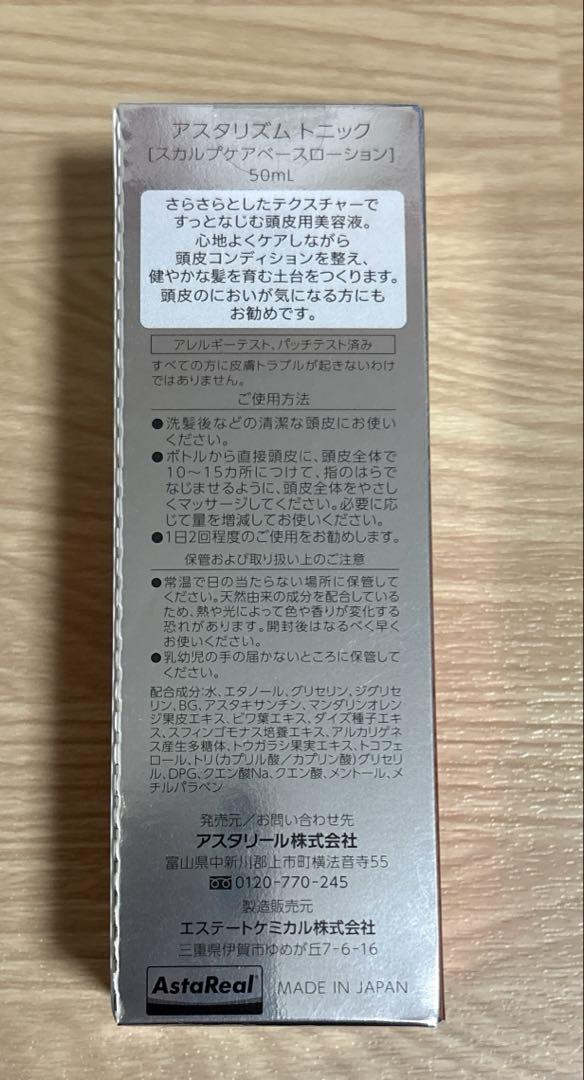 アスタリズム トニック
[スカルプケアベースローション]
50mL
さらさらとしたテクスチャーで
すっとなじむ頭皮用美容液。
心地よくケアしながら
頭皮コンディションを整え、
健やかな髪を育む土台をつくります。
頭皮のにおいが気になる方にも
お勧めです。
アレルギーテスト、パッチテスト済み
すべての方に皮膚トラブルが起きないわけ
ではありません。
ご使用方法
●洗髪後などの清潔な頭皮にお使い
ください。
●ボトルから直接頭皮に、頭皮全体で
10〜15カ所につけて、指のはらで
なじませるように、頭皮全体をやさし
くマッサージしてください。必要に応
じて量を増減してお使いください。
●1日2回程度のご使用をお勧めします。
保管および取り扱い上のご注意
●常温で日の当たらない場所に保管して
ください。天然由来の成分を配合している
ため、熱や光によって色や香りが変化する
恐れがあります。開封後はなるべく早く
お使いください。
●乳幼児の手の届かないところに保管して
ください。
配合成分:水、エタノール、グリセリン、ジグリセ
リン、BG、アスタキサンチン、マンダリンオレン
ジ果皮エキス、ビワ葉エキス、ダイズ種子エキ
ス、スフィンゴモナス培養エキス、アルカリゲネ
ス産生多糖体、トウガラシ果実エキス、トコフェ
ロール、トリ(カプリル酸/カプリン酸)グリセリ
ル、DPG、クエン酸Na、クエン酸、メントール、メ
チルパラベン
発売元/お問い合わせ先
アスタリール株式会社
富山県中新川郡上市町横法音寺55
0120-770-245
製造販売元
エステートケミカル株式会社
三重県伊賀市ゆめが丘7-6-16
AstaReal MADE IN JAPAN